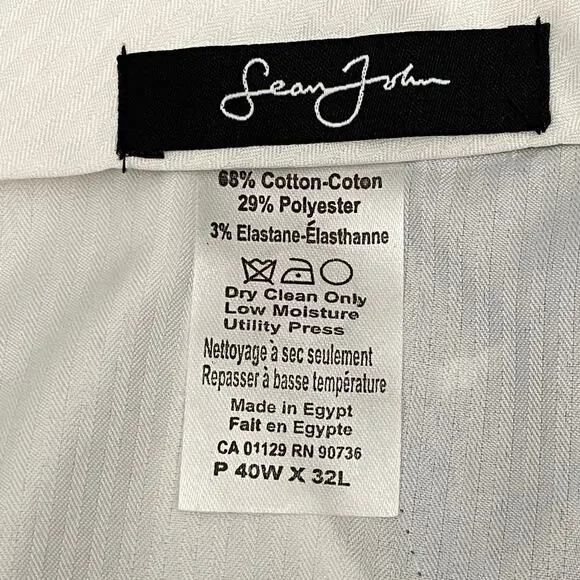 Sean John
68% Cotton-Coton
29% Polyester
3% Elastane-Élasthanne
Dry Clean Only
Low Moisture
Utility Press
Nettoyage à sec seulement
Repasser à basse température
Made in Egypt
Fait en Egypte
CA 01129 RN 90736
P 40W X 32L